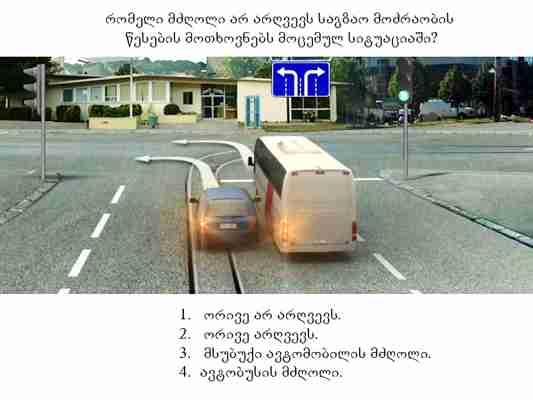 რომელი მძღოლი არ არღვევს საგზაო მოძრაობის
წესების მოთხოვნებს მოცემულ სიტუაციაში?
1. ორივე არ არღვევს.
2. ორივე არღვევს.
3. მსუბუქი ავტომობილის მძღოლი.
4. ავტობუსის მძღოლი.